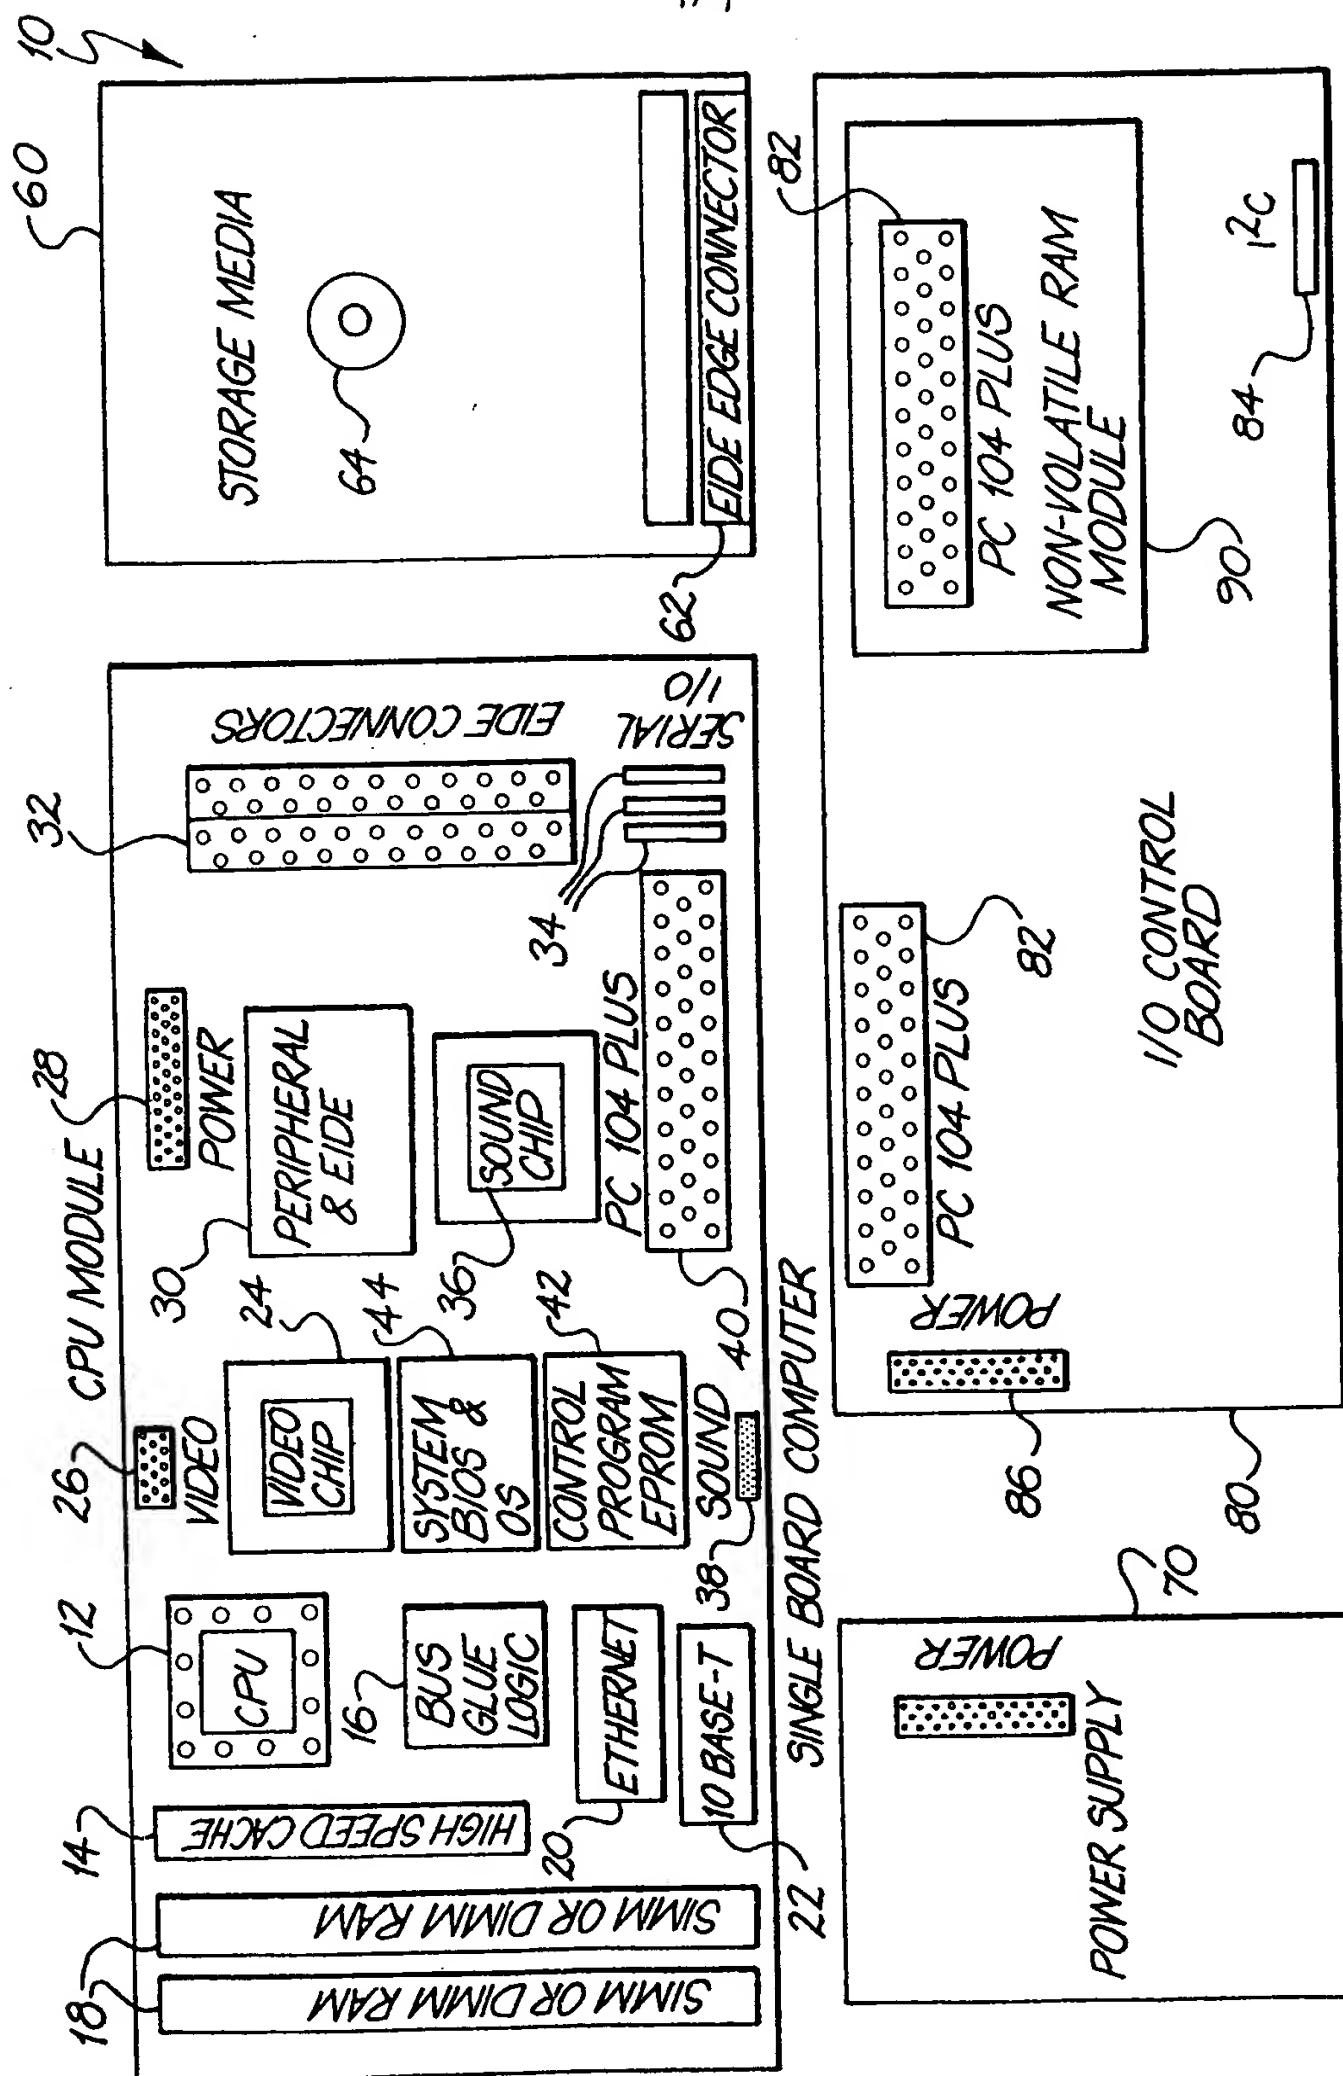 10
60
STORAGE MEDIA
64
EIDE EDGE CONNECTOR
62
CPU MODULE
18
SIMM OR DIMM RAM
SIMM OR DIMM RAM
14
HIGH SPEED CACHE
12
CPU
16
BUS
GLUE
LOGIC
20
ETHERNET
22
10 BASE-T
26
VIDEO
24
VIDEO
CHIP
44
SYSTEM
BIOS &
OS
42
CONTROL
PROGRAM
EPROM
SOUND
38
28
POWER
30
PERIPHERAL
& EIDE
36
SOUND
CHIP
PC 104 PLUS
40
32
EIDE CONNECTORS
34
SERIAL
I/O
SINGLE BOARD COMPUTER
70
POWER
POWER SUPPLY
80
86
POWER
PC 104 PLUS
82
I/O CONTROL
BOARD
82
PC 104 PLUS
NON-VOLATILE RAM
MODULE
90
84
I2C